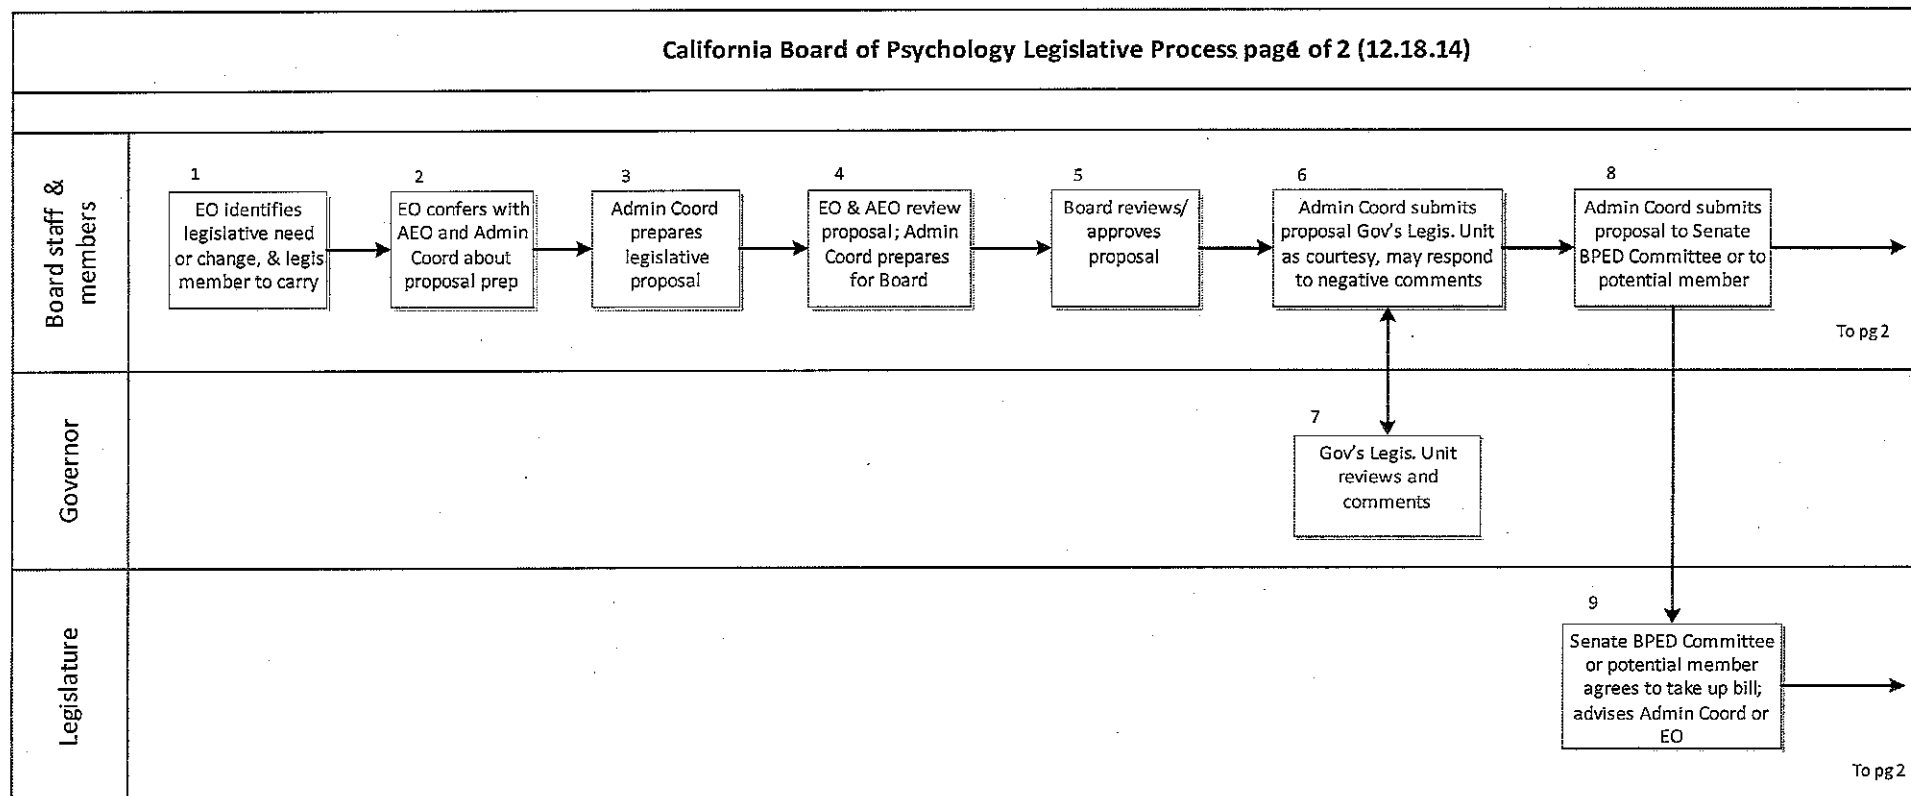 California Board of Psychology Legislative Process page 1 of 2 (12.18.14)
Board staff &
members
1
EO identifies
legislative need
or change, & legis
member to carry
2
EO confers with
AEO and Admin
Coord about
proposal prep
3
Admin Coord
prepares
legislative
proposal
4
EO & AEO review
proposal; Admin
Coord prepares
for Board
5
Board reviews/
approves
proposal
6
Admin Coord submits
proposal Gov's Legis. Unit
as courtesy, may respond
to negative comments
8
Admin Coord submits
proposal to Senate
BPED Committee or to
potential member
To pg 2
Governor
7
Gov's Legis. Unit
reviews and
comments
Legislature
9
Senate BPED Committee
or potential member
agrees to take up bill;
advises Admin Coord or
EO
To pg 2